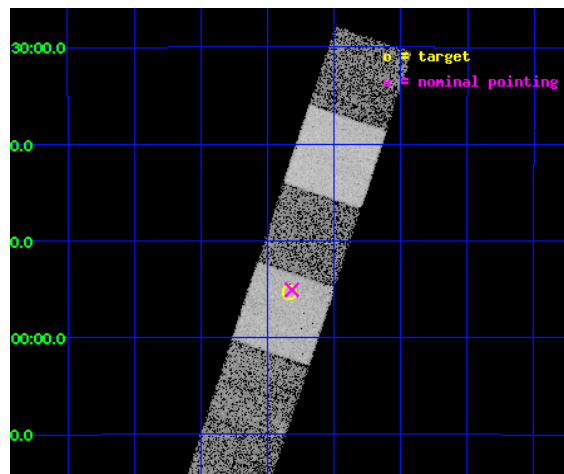 30:00.0
o = target
x = nominal pointing
0.0
0.0
00:00.0
0.0